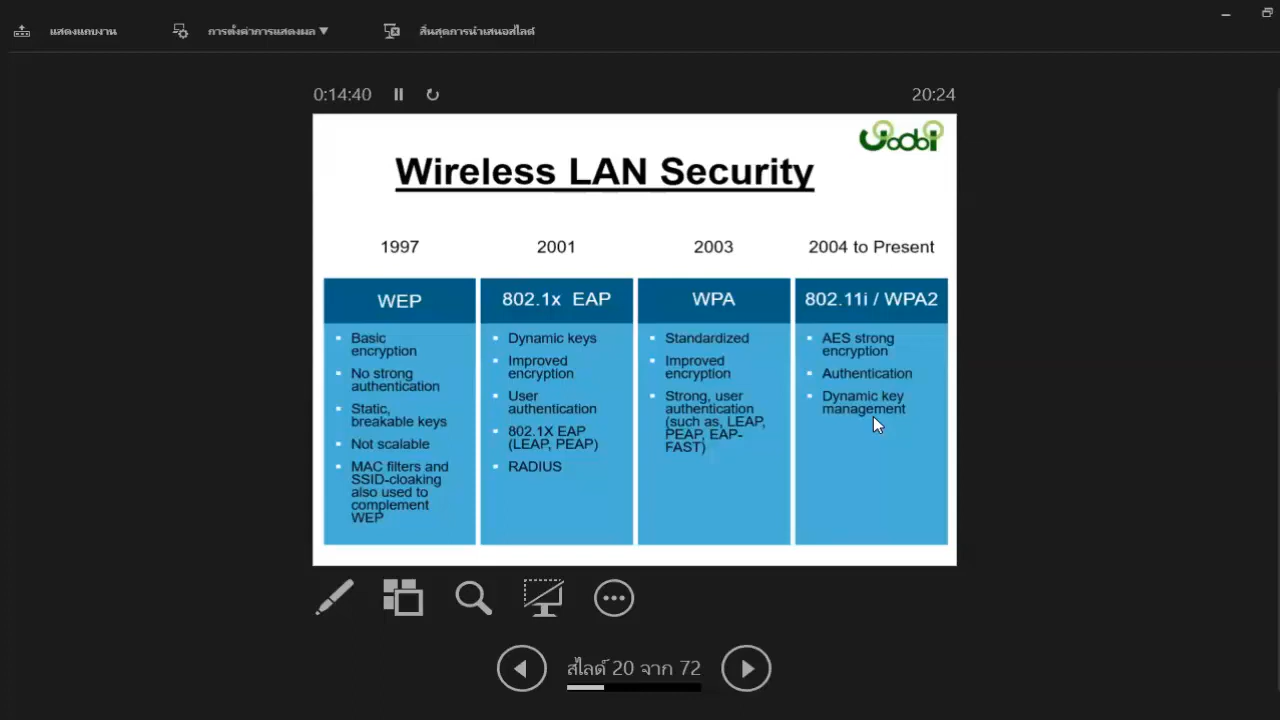 แสดงแถบงาน การตั้งค่าการแสดงผล ▼ สิ้นสุดการนำเสนอสไลด์
0:14:40 20:24
Uoobi
Wireless LAN Security
1997 2001 2003 2004 to Present
WEP
Basic
encryption
No strong
authentication
Static,
breakable keys
Not scalable
MAC filters and
SSID-cloaking
also used to
complement
WEP
802.1x EAP
Dynamic keys
Improved
encryption
User
authentication
802.1X EAP
(LEAP, PEAP)
RADIUS
WPA
Standardized
Improved
encryption
Strong, user
authentication
(such as, LEAP,
PEAP, EAP-
FAST)
802.11i / WPA2
AES strong
encryption
Authentication
Dynamic key
management
สไลด์ 20 จาก 72